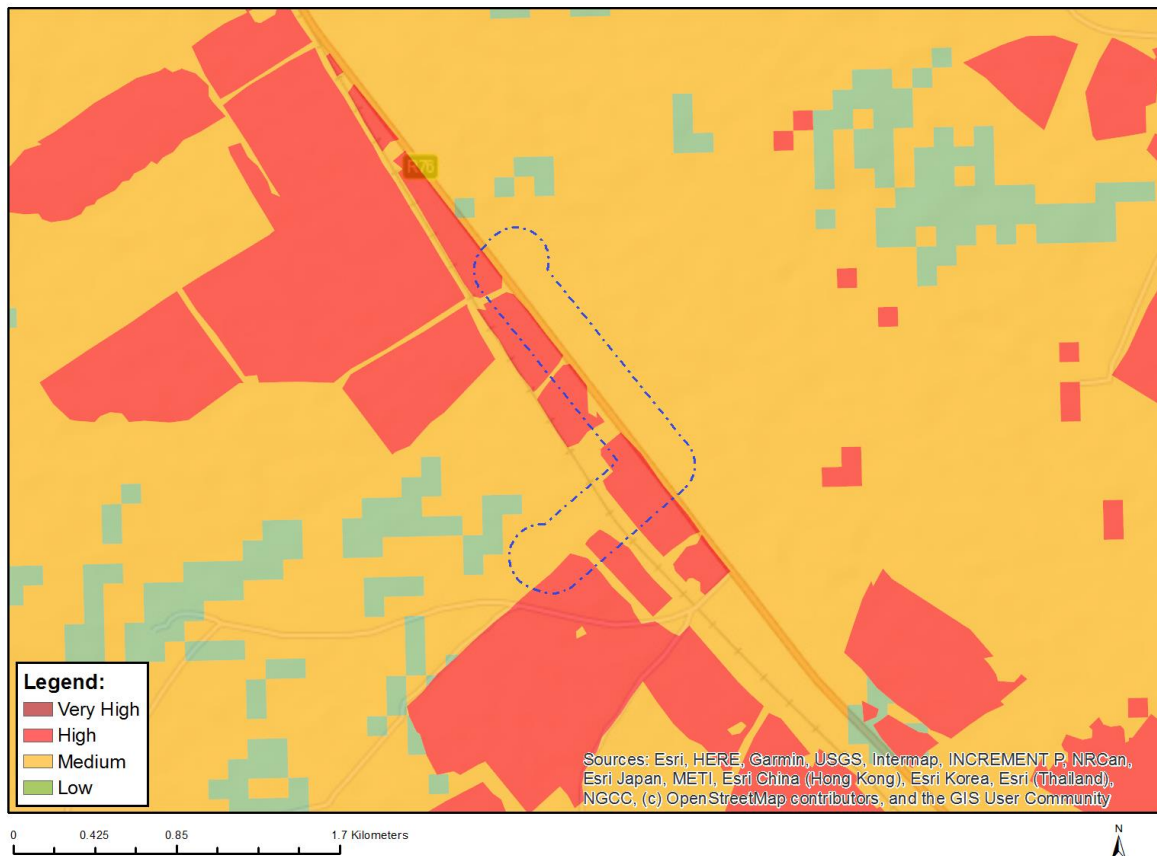 R76
Legend:
Very High
High
Medium
Low
Sources: Esri, HERE, Garmin, USGS, Intermap, INCREMENT P, NRCan,
Esri Japan, METI, Esri China (Hong Kong), Esri Korea, Esri (Thailand),
NGCC, (c) OpenStreetMap contributors, and the GIS User Community
0 0.425 0.85 1.7 Kilometers
N